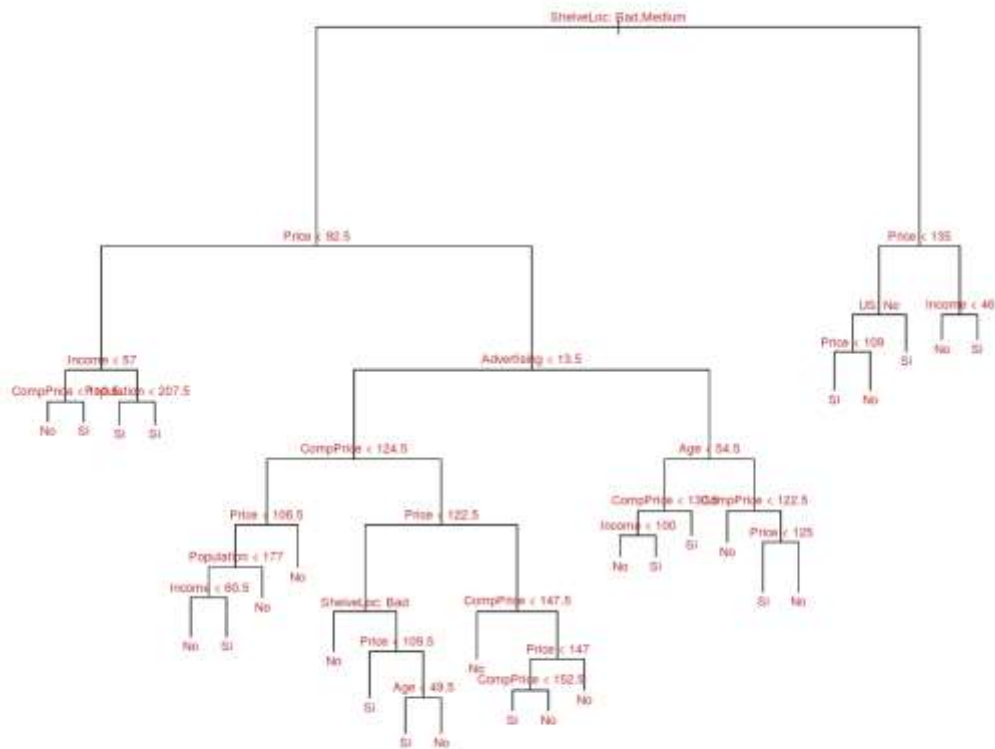 ShelveLoc: Bad,Medium
Price < 92.5
Price < 135
US: No
Income < 46
Price < 109
Si
No
Si
Si
No
Income < 57
CompPrice <
Population < 207.5
No
Si
Si
Si
Advertising < 13.5
CompPrice < 124.5
Age < 54.5
Price < 106.5
Price < 122.5
CompPrice <
CompPrice < 122.5
Income < 100
Si
No
Price < 125
No
Si
Si
No
Population < 177
No
Income < 60.5
No
No
Si
ShelveLoc: Bad
CompPrice < 147.5
No
Price < 109.5
No
Price < 147
Si
Age < 49.5
CompPrice < 152.5
No
Si
No
Si
No